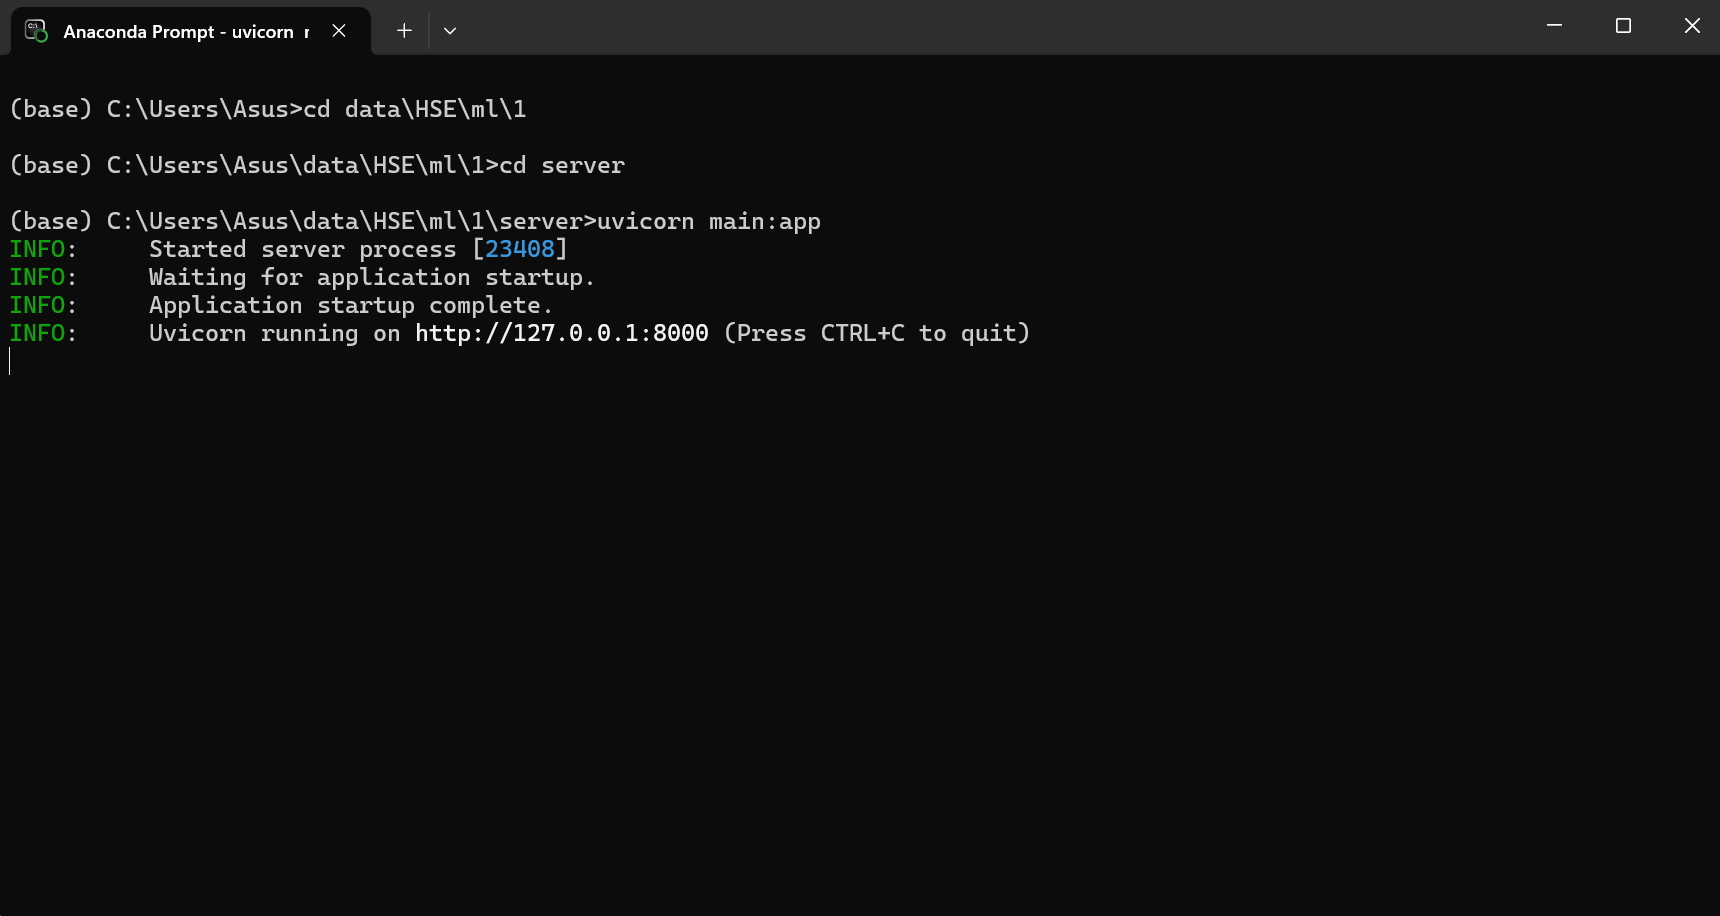 Anaconda Prompt - uvicorn
(base) C:\Users\Asus>cd data\HSE\ml\1
(base) C:\Users\Asus\data\HSE\ml\1>cd server
(base) C:\Users\Asus\data\HSE\ml\1\server>uvicorn main:app
INFO:     Started server process [23408]
INFO:     Waiting for application startup.
INFO:     Application startup complete.
INFO:     Uvicorn running on http://127.0.0.1:8000 (Press CTRL+C to quit)